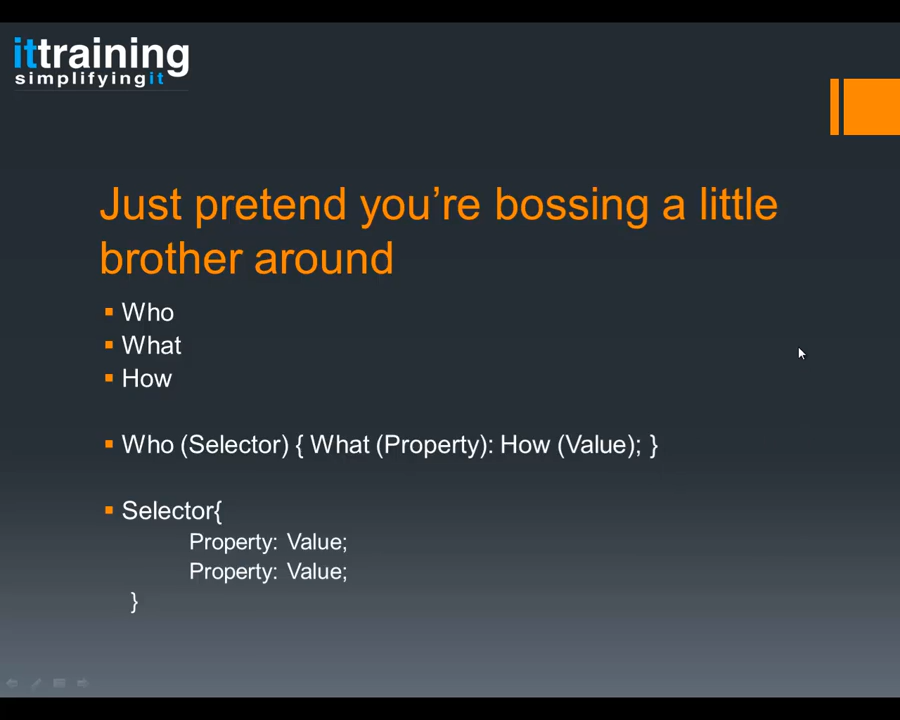 ittraining
simplifyingit
Just pretend you’re bossing a little
brother around
Who
What
How
Who (Selector) { What (Property): How (Value); }
Selector{
Property: Value;
Property: Value;
}